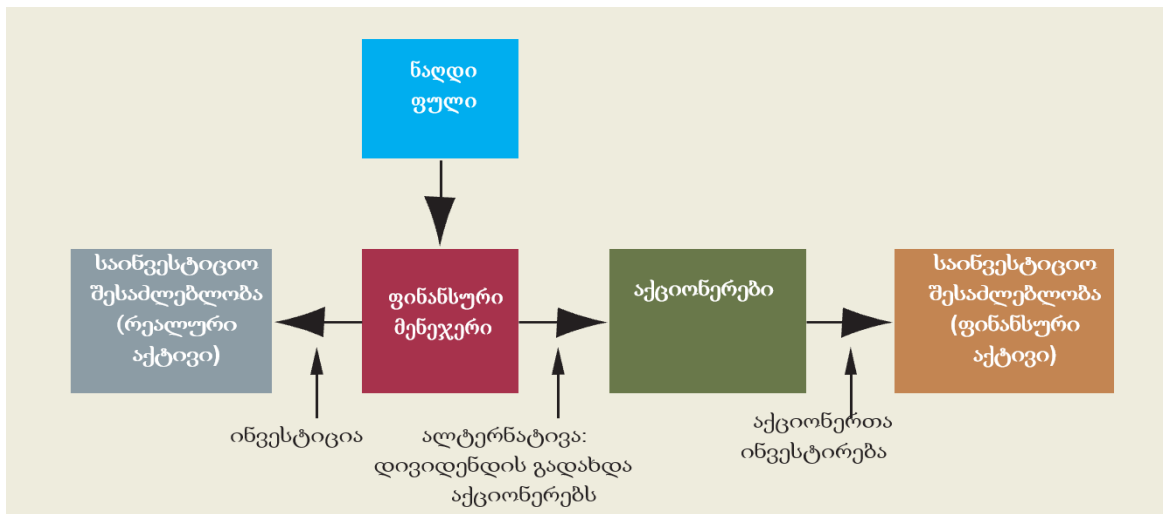 ნაღდი
ფული
საინვესტიციო
შესაძლებლობა
(რეალური
აქტივი)
ფინანსური
მენეჯერი
აქციონერები
საინვესტიციო
შესაძლებლობა
(ფინანსური
აქტივი)
ინვესტიცია
ალტერნატივა:
დივიდენდის გადახდა
აქციონერებს
აქციონერთა
ინვესტირება